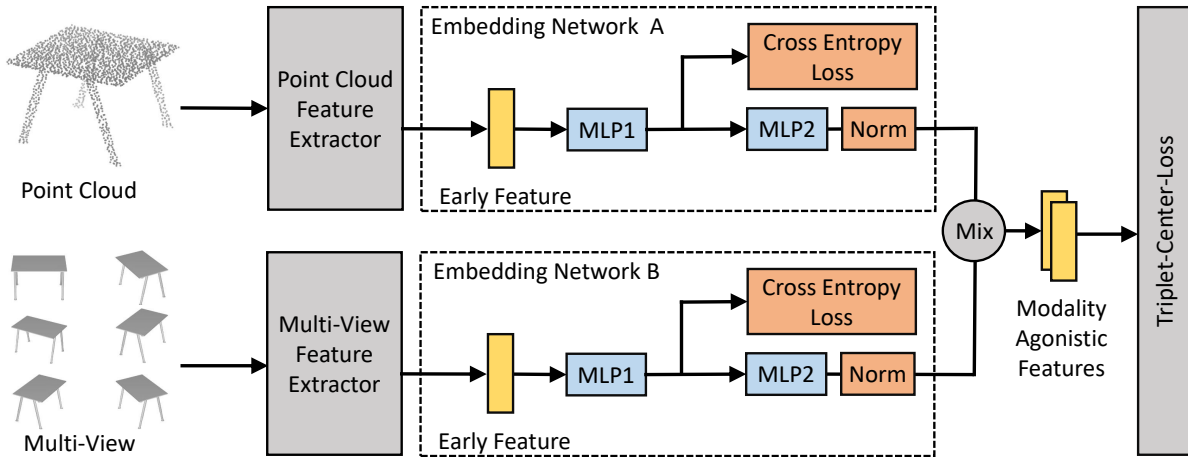 Point Cloud
Point Cloud
Feature
Extractor
Embedding Network A
Early Feature
MLP1
Cross Entropy
Loss
MLP2
Norm
Multi-View
Multi-View
Feature
Extractor
Embedding Network B
Early Feature
MLP1
Cross Entropy
Loss
MLP2
Norm
Mix
Modality
Agonistic
Features
Triplet-Center-Loss